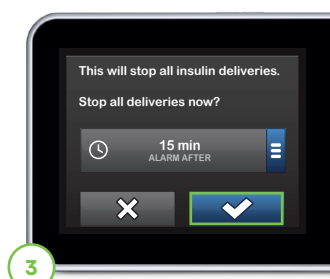 This will stop all insulin deliveries.
Stop all deliveries now?
15 min
ALARM AFTER
3